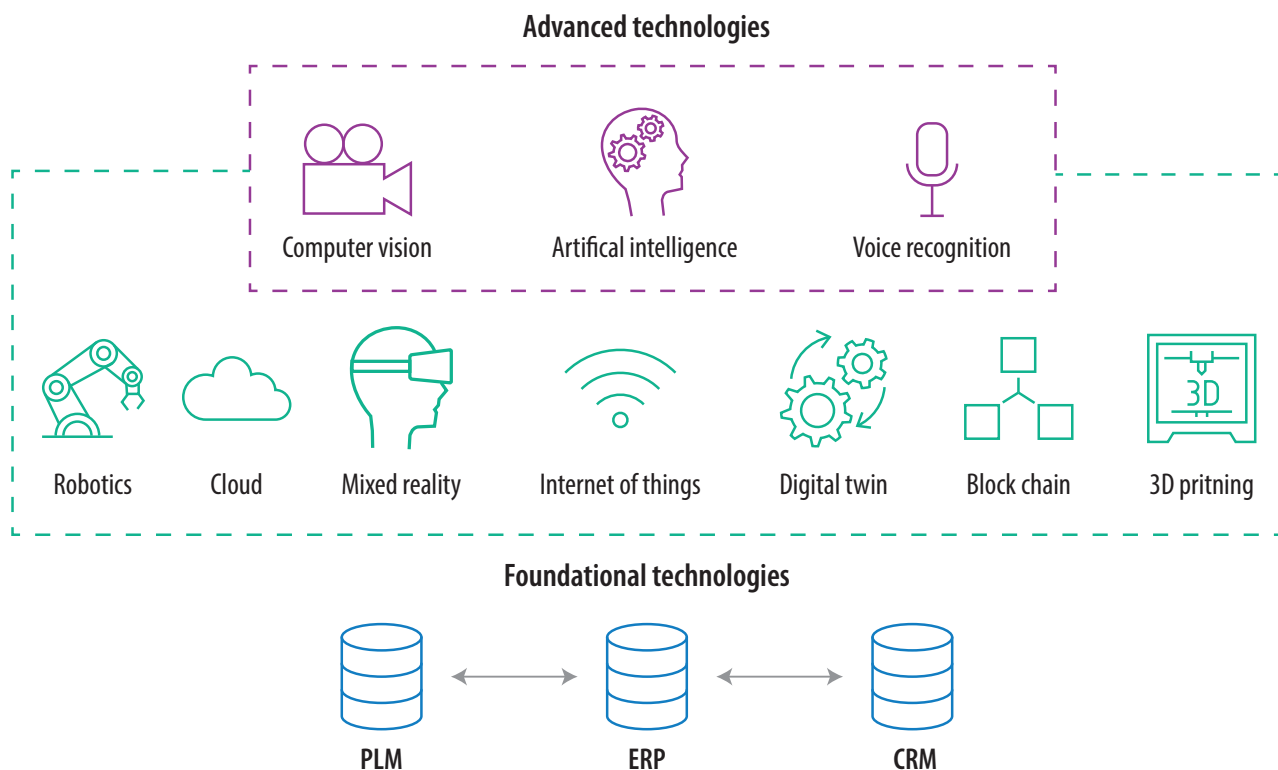 Advanced technologies
Computer vision
Artifical intelligence
Voice recognition
Robotics
Cloud
Mixed reality
Internet of things
Digital twin
Block chain
3D
3D pritning
Foundational technologies
PLM
ERP
CRM